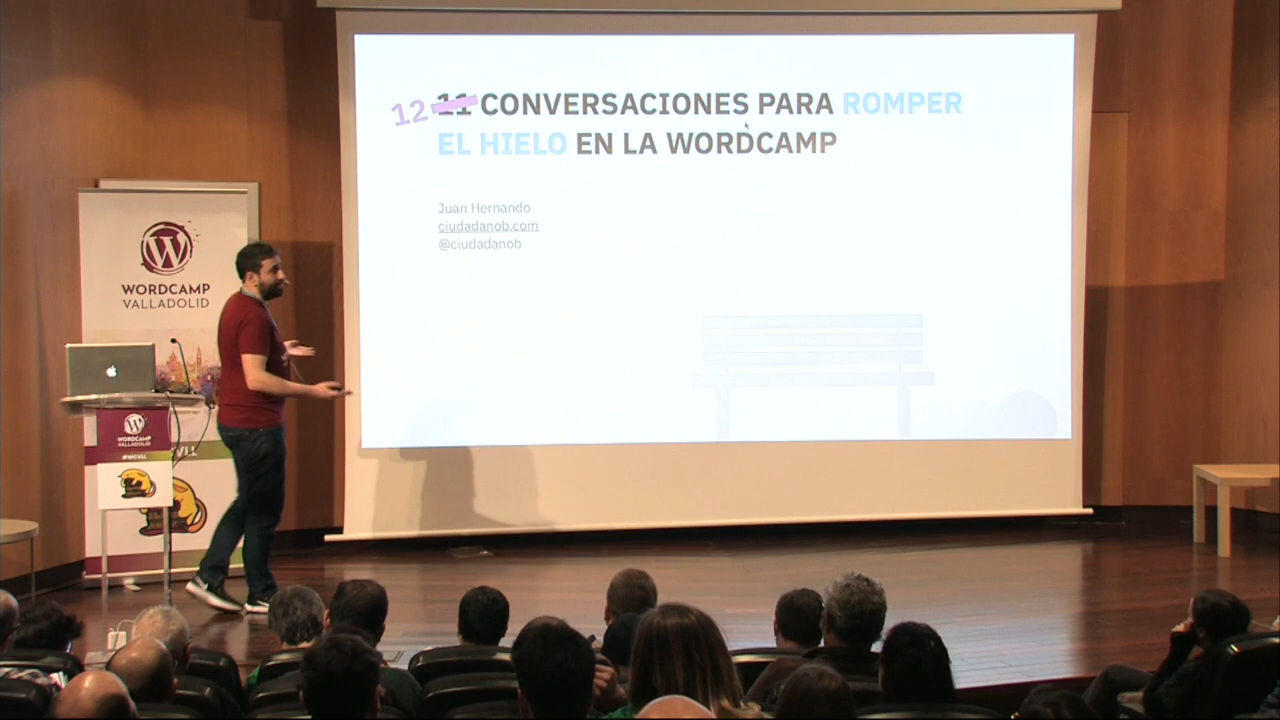 12 11 CONVERSACIONES PARA ROMPER
EL HIELO EN LA WORDCAMP
Juan Hernando
ciudadanob.com
@ciudadanob
WORDCAMP
VALLADOLID
WORDCAMP
VALLADOLID
#WCVLL